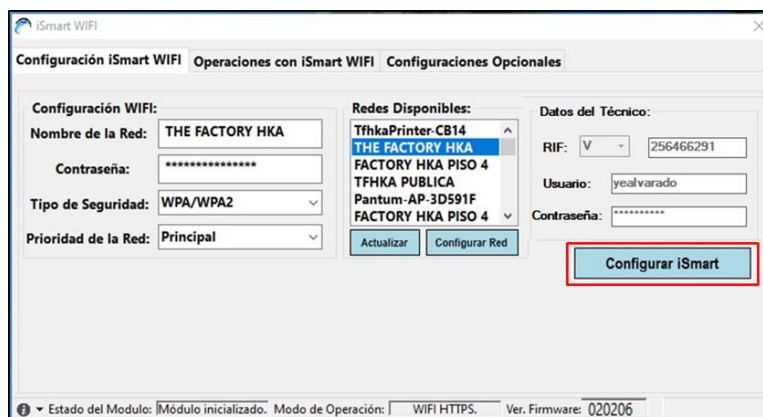 iSmart WIFI
Configuración iSmart WIFI Operaciones con iSmart WIFI Configuraciones Opcionales
Configuración WIFI:
Nombre de la Red: THE FACTORY HKA
Contraseña: ***************
Tipo de Seguridad: WPA/WPA2
Prioridad de la Red: Principal
Redes Disponibles:
TfhkaPrinter-CB14
THE FACTORY HKA
FACTORY HKA PISO 4
TFHKA PUBLICA
Pantum-AP-3D591F
FACTORY HKA PISO 4
Actualizar Configurar Red
Datos del Técnico:
RIF: V 256466291
Usuario: yealvarado
Contraseña: **********
Configurar iSmart
Estado del Modulo: Módulo inicializado. Modo de Operación: WIFI HTTPS. Ver. Firmware: 020206